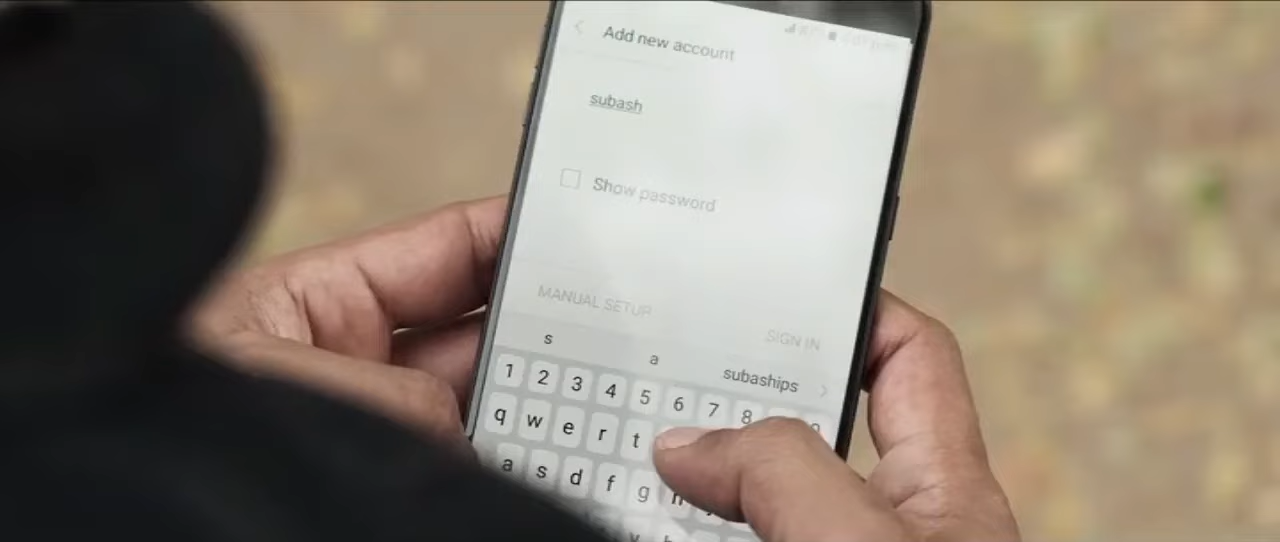 Add new account
subash
Show password
MANUAL SETUP
SIGN IN
s a subaships
1 2 3 4 5 6 7 8
q w e r t
a s d f g h